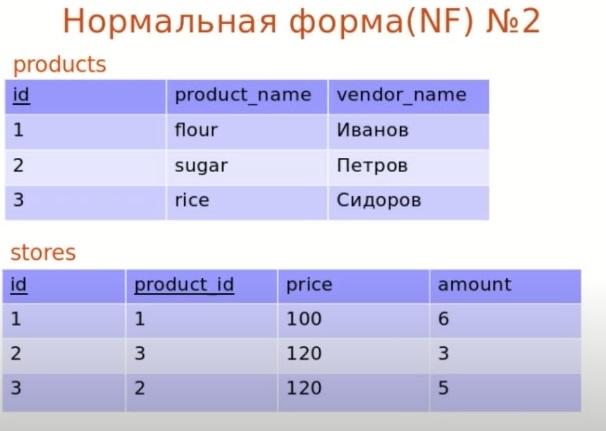 Нормальная форма(NF) №2
products
id product_name vendor_name
1 flour Иванов
2 sugar Петров
3 rice Сидоров
stores
id product_id price amount
1 1 100 6
2 3 120 3
3 2 120 5